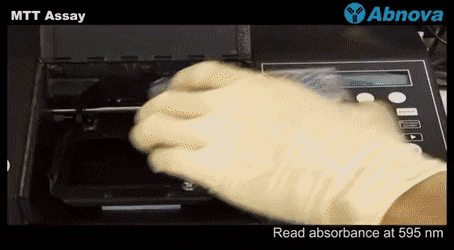 MTT Assay
Abnova
Read absorbance at 595 nm